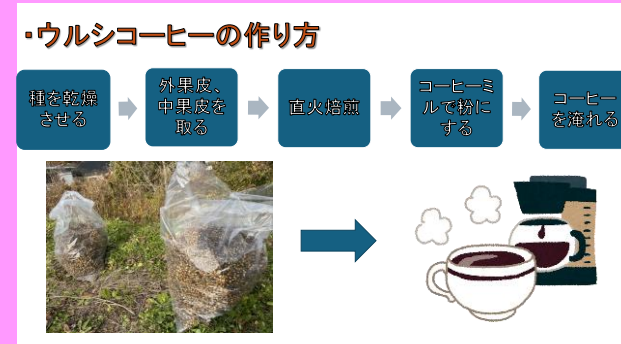 ・ウルシコーヒーの作り方
種を乾燥
させる
外果皮、
中果皮を
取る
直火焙煎
コーヒーミ
ルで粉に
する
コーヒー
を淹れる